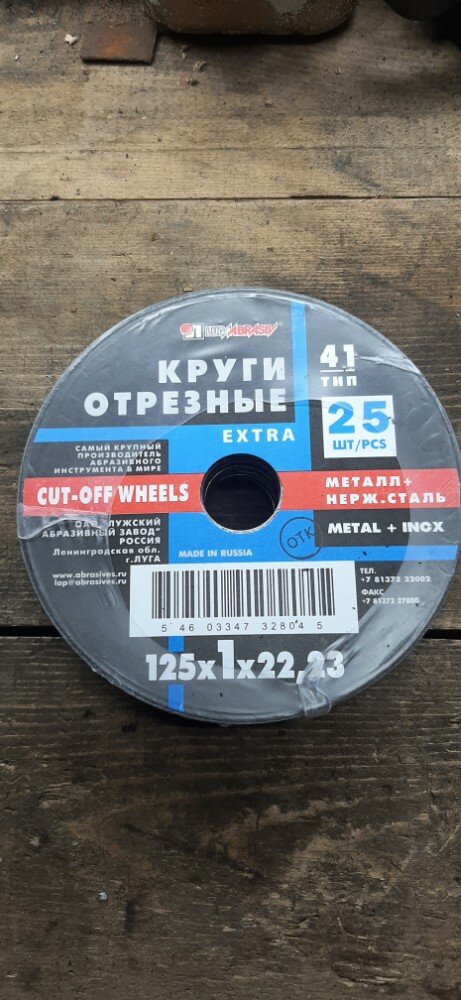 LUGAABRASIV
КРУГИ
ОТРЕЗНЫЕ
EXTRA
41
ТИП
25
ШТ/PCS
САМЫЙ КРУПНЫЙ
ПРОИЗВОДИТЕЛЬ
АБРАЗИВНОГО
ИНСТРУМЕНТА В МИРЕ
CUT-OFF WHEELS
МЕТАЛЛ+
НЕРЖ.СТАЛЬ
ОАО "ЛУЖСКИЙ
АБРАЗИВНЫЙ ЗАВОД"
РОССИЯ
Ленинградская обл.
г.ЛУГА
ОТК
METAL + INOX
MADE IN RUSSIA
www.abrasives.ru
lap@abrasives.ru
ТЕЛ.
+7 81372 22002
ФАКС
+7 81372 27800
5 46 03347 32804 5
125x1x22,23